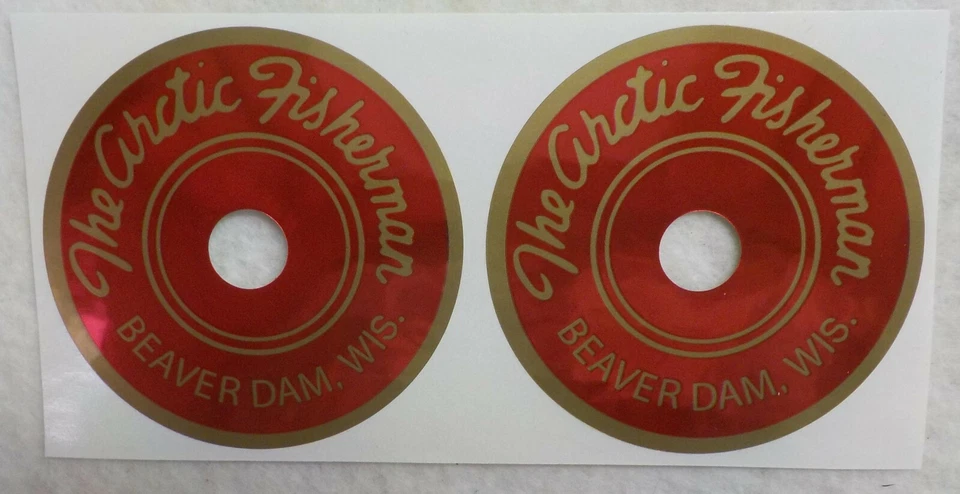 The Arctic Fisherman
BEAVER DAM, WIS.
The Arctic Fisherman
BEAVER DAM, WIS.